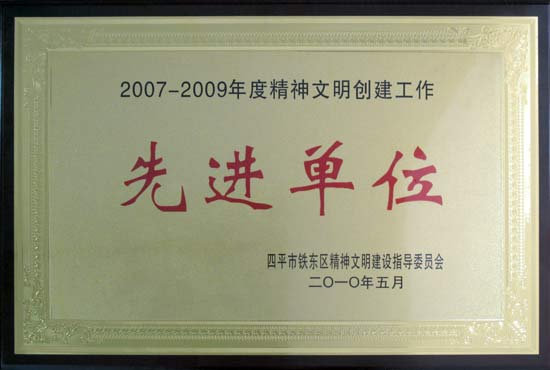 2007-2009年度精神文明创建工作
先进单位
四平市铁东区精神文明建设指导委员会
二〇一〇年五月